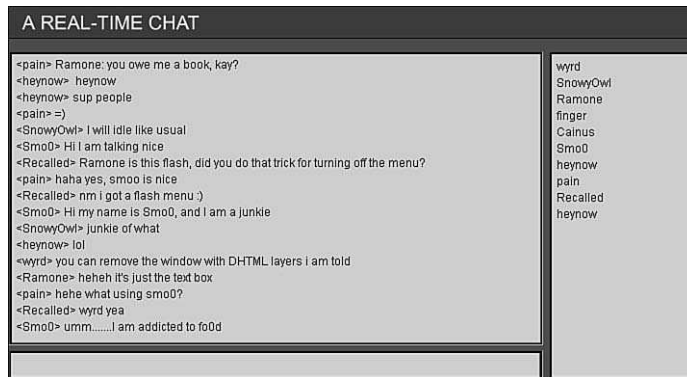 A REAL-TIME CHAT
<pain> Ramone: you owe me a book, kay?
<heynow> heynow
<heynow> sup people
<pain> =)
<SnowyOwl> I will idle like usual
<Smo0> Hi I am talking nice
<Recalled> Ramone is this flash, did you do that trick for turning off the menu?
<pain> haha yes, smoo is nice
<Recalled> nm i got a flash menu :)
<Smo0> Hi my name is Smo0, and I am a junkie
<SnowyOwl> junkie of what
<heynow> lol
<wyrd> you can remove the window with DHTML layers i am told
<Ramone> heheh it's just the text box
<pain> hehe what using smo0?
<Recalled> wyrd yea
<Smo0> umm.......I am addicted to fo0d
wyrd
SnowyOwl
Ramone
finger
Cainus
Smo0
heynow
pain
Recalled
heynow